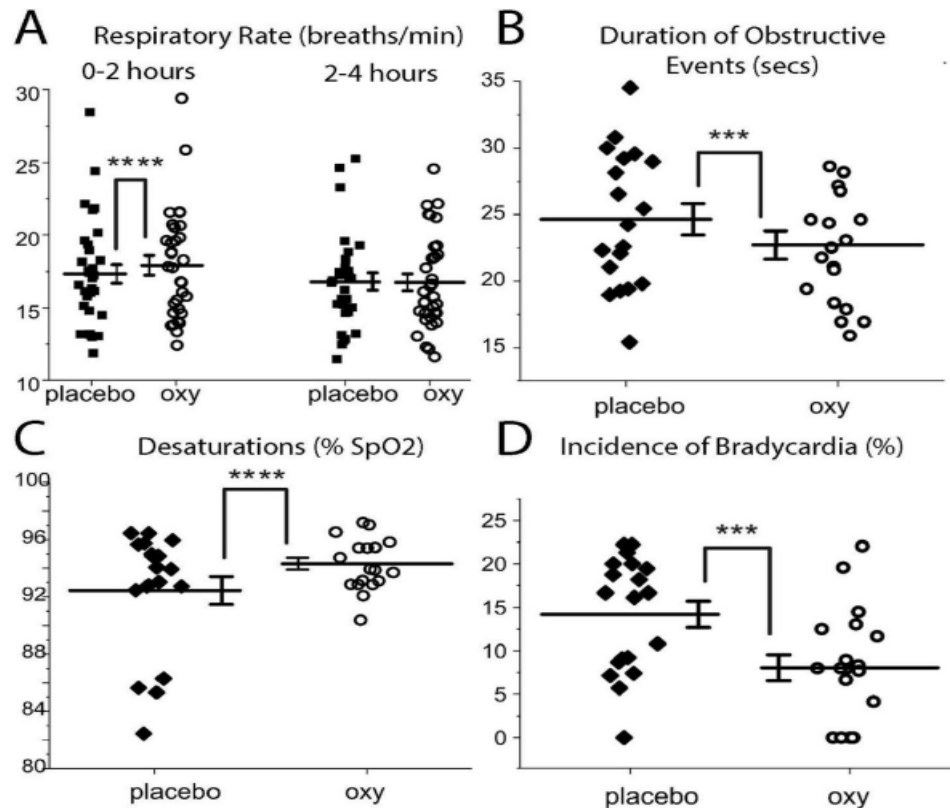 A
Respiratory Rate (breaths/min)
0-2 hours
2-4 hours
30
25
20
15
10
****
placebo
oxy
placebo
oxy
B
Duration of Obstructive
Events (secs)
35
30
25
20
15
***
placebo
oxy
C
Desaturations (% SpO2)
100
96
92
88
84
80
****
placebo
oxy
D
Incidence of Bradycardia (%)
25
20
15
10
5
0
***
placebo
oxy